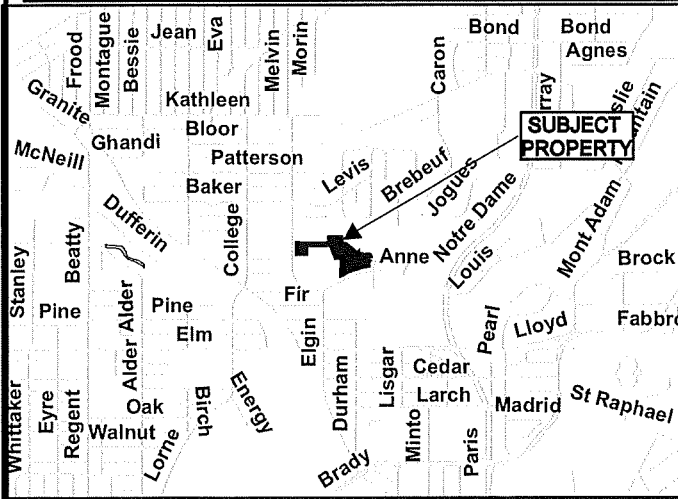 Bond
Bond
Agnes
Jean
Eva
Frood
Montague
Bessie
Melvin
Morin
Caron
Granite
Kathleen
Bloor
SUBJECT
PROPERTY
McNeill
Ghandi
Patterson
Levis
Brebeuf
Baker
Jogues
Dufferin
Notre Dame
Mont Adam
Beatty
College
Anne
Louis
Brock
Stanley
Fir
Pine
Alder
Pine
Elm
Elgin
Pearl
Lloyd
Alder
Cedar
Durham
Lisgar
Larch
Energy
Whittaker
Eyre
Regent
Oak
Birch
Madrid
St Raphael
Walnut
Minto
Paris
Lorne
Brady